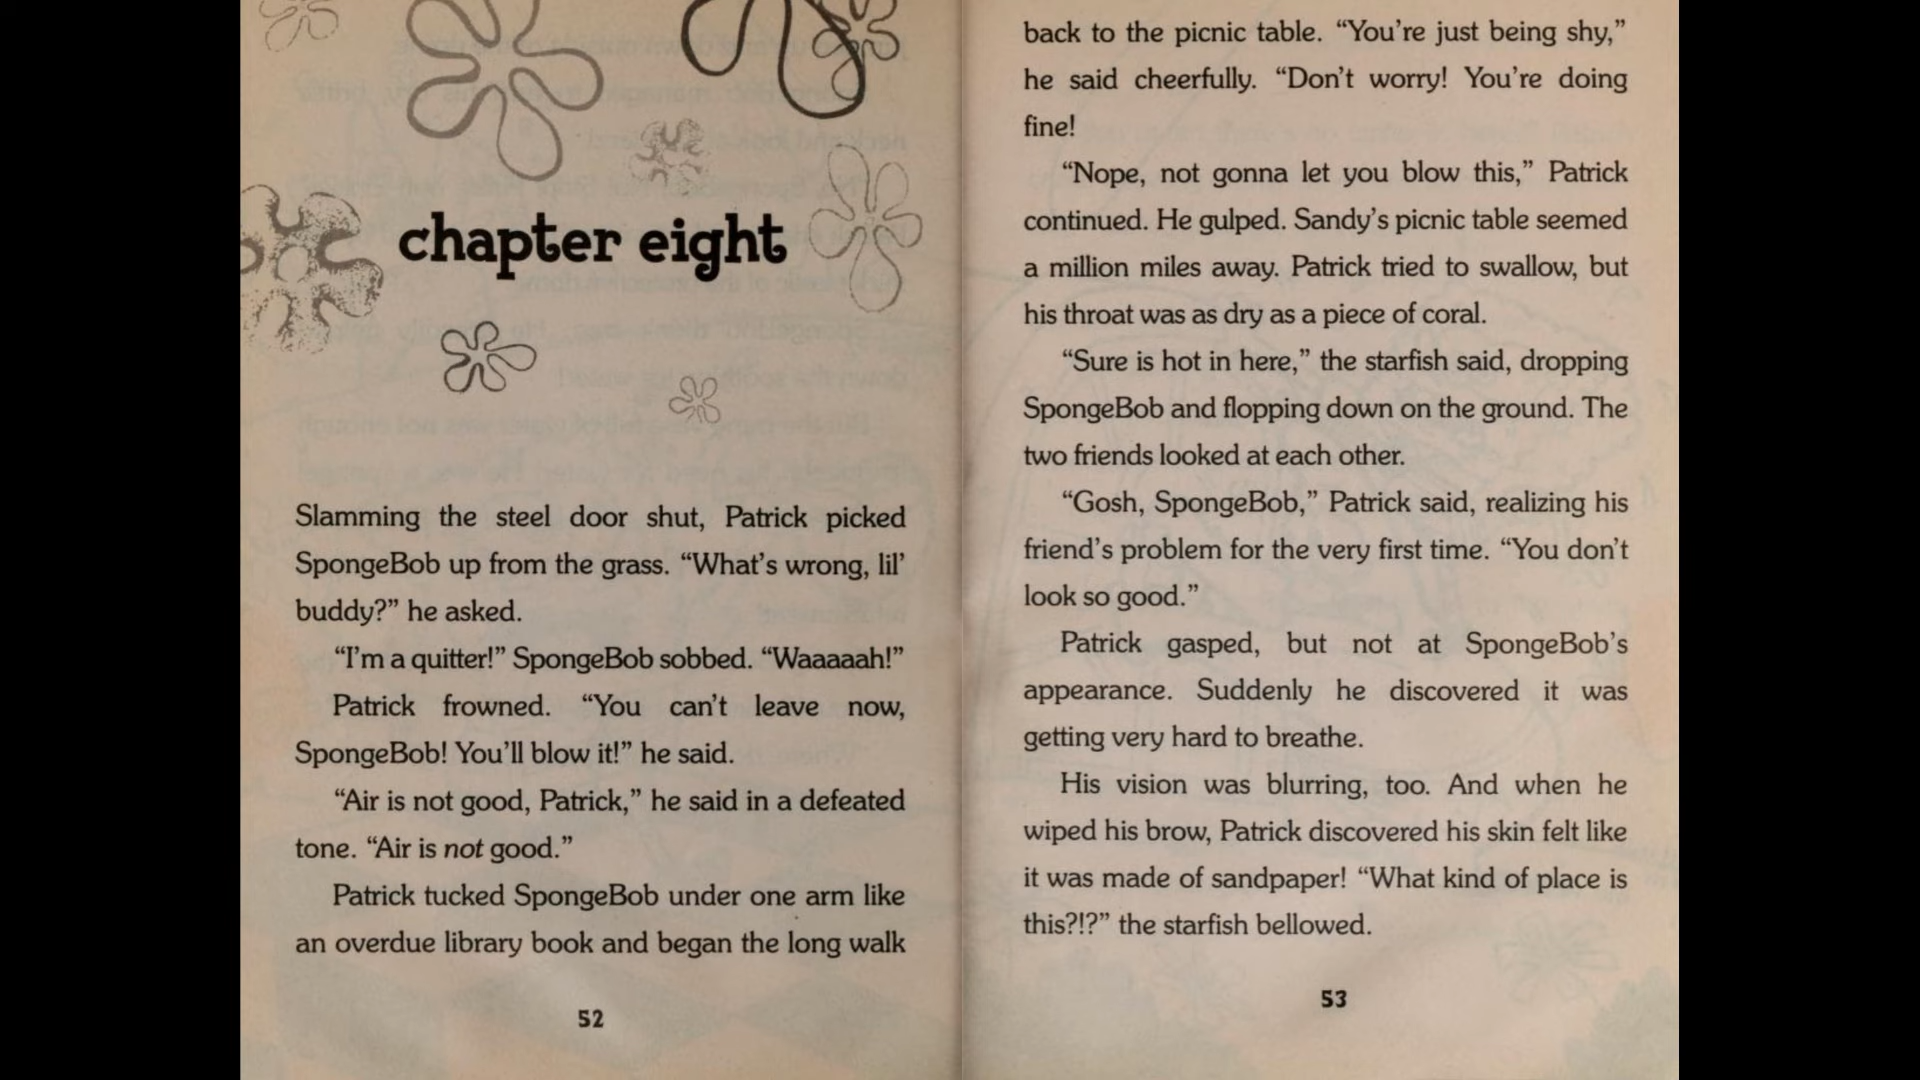 chapter eight
Slamming the steel door shut, Patrick picked
SpongeBob up from the grass. “What’s wrong, lil’
buddy?” he asked.
“I’m a quitter!” SpongeBob sobbed. “Waaaaah!”
Patrick frowned. “You can’t leave now,
SpongeBob! You’ll blow it!” he said.
“Air is not good, Patrick,” he said in a defeated
tone. “Air is not good.”
Patrick tucked SpongeBob under one arm like
an overdue library book and began the long walk
52
back to the picnic table. “You’re just being shy,”
he said cheerfully. “Don’t worry! You’re doing
fine!
“Nope, not gonna let you blow this,” Patrick
continued. He gulped. Sandy’s picnic table seemed
a million miles away. Patrick tried to swallow, but
his throat was as dry as a piece of coral.
“Sure is hot in here,” the starfish said, dropping
SpongeBob and flopping down on the ground. The
two friends looked at each other.
“Gosh, SpongeBob,” Patrick said, realizing his
friend’s problem for the very first time. “You don’t
look so good.”
Patrick gasped, but not at SpongeBob’s
appearance. Suddenly he discovered it was
getting very hard to breathe.
His vision was blurring, too. And when he
wiped his brow, Patrick discovered his skin felt like
it was made of sandpaper! “What kind of place is
this?!?” the starfish bellowed.
53